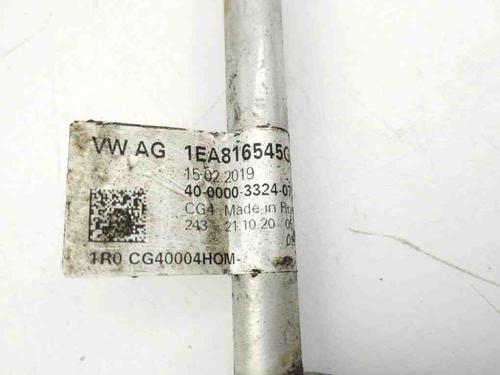 VW AG 1EA816545G
15.02.2019
40-0000-3324-07
CG4 Made in
243 - 21.10.20
1R0 CG40004HOM-